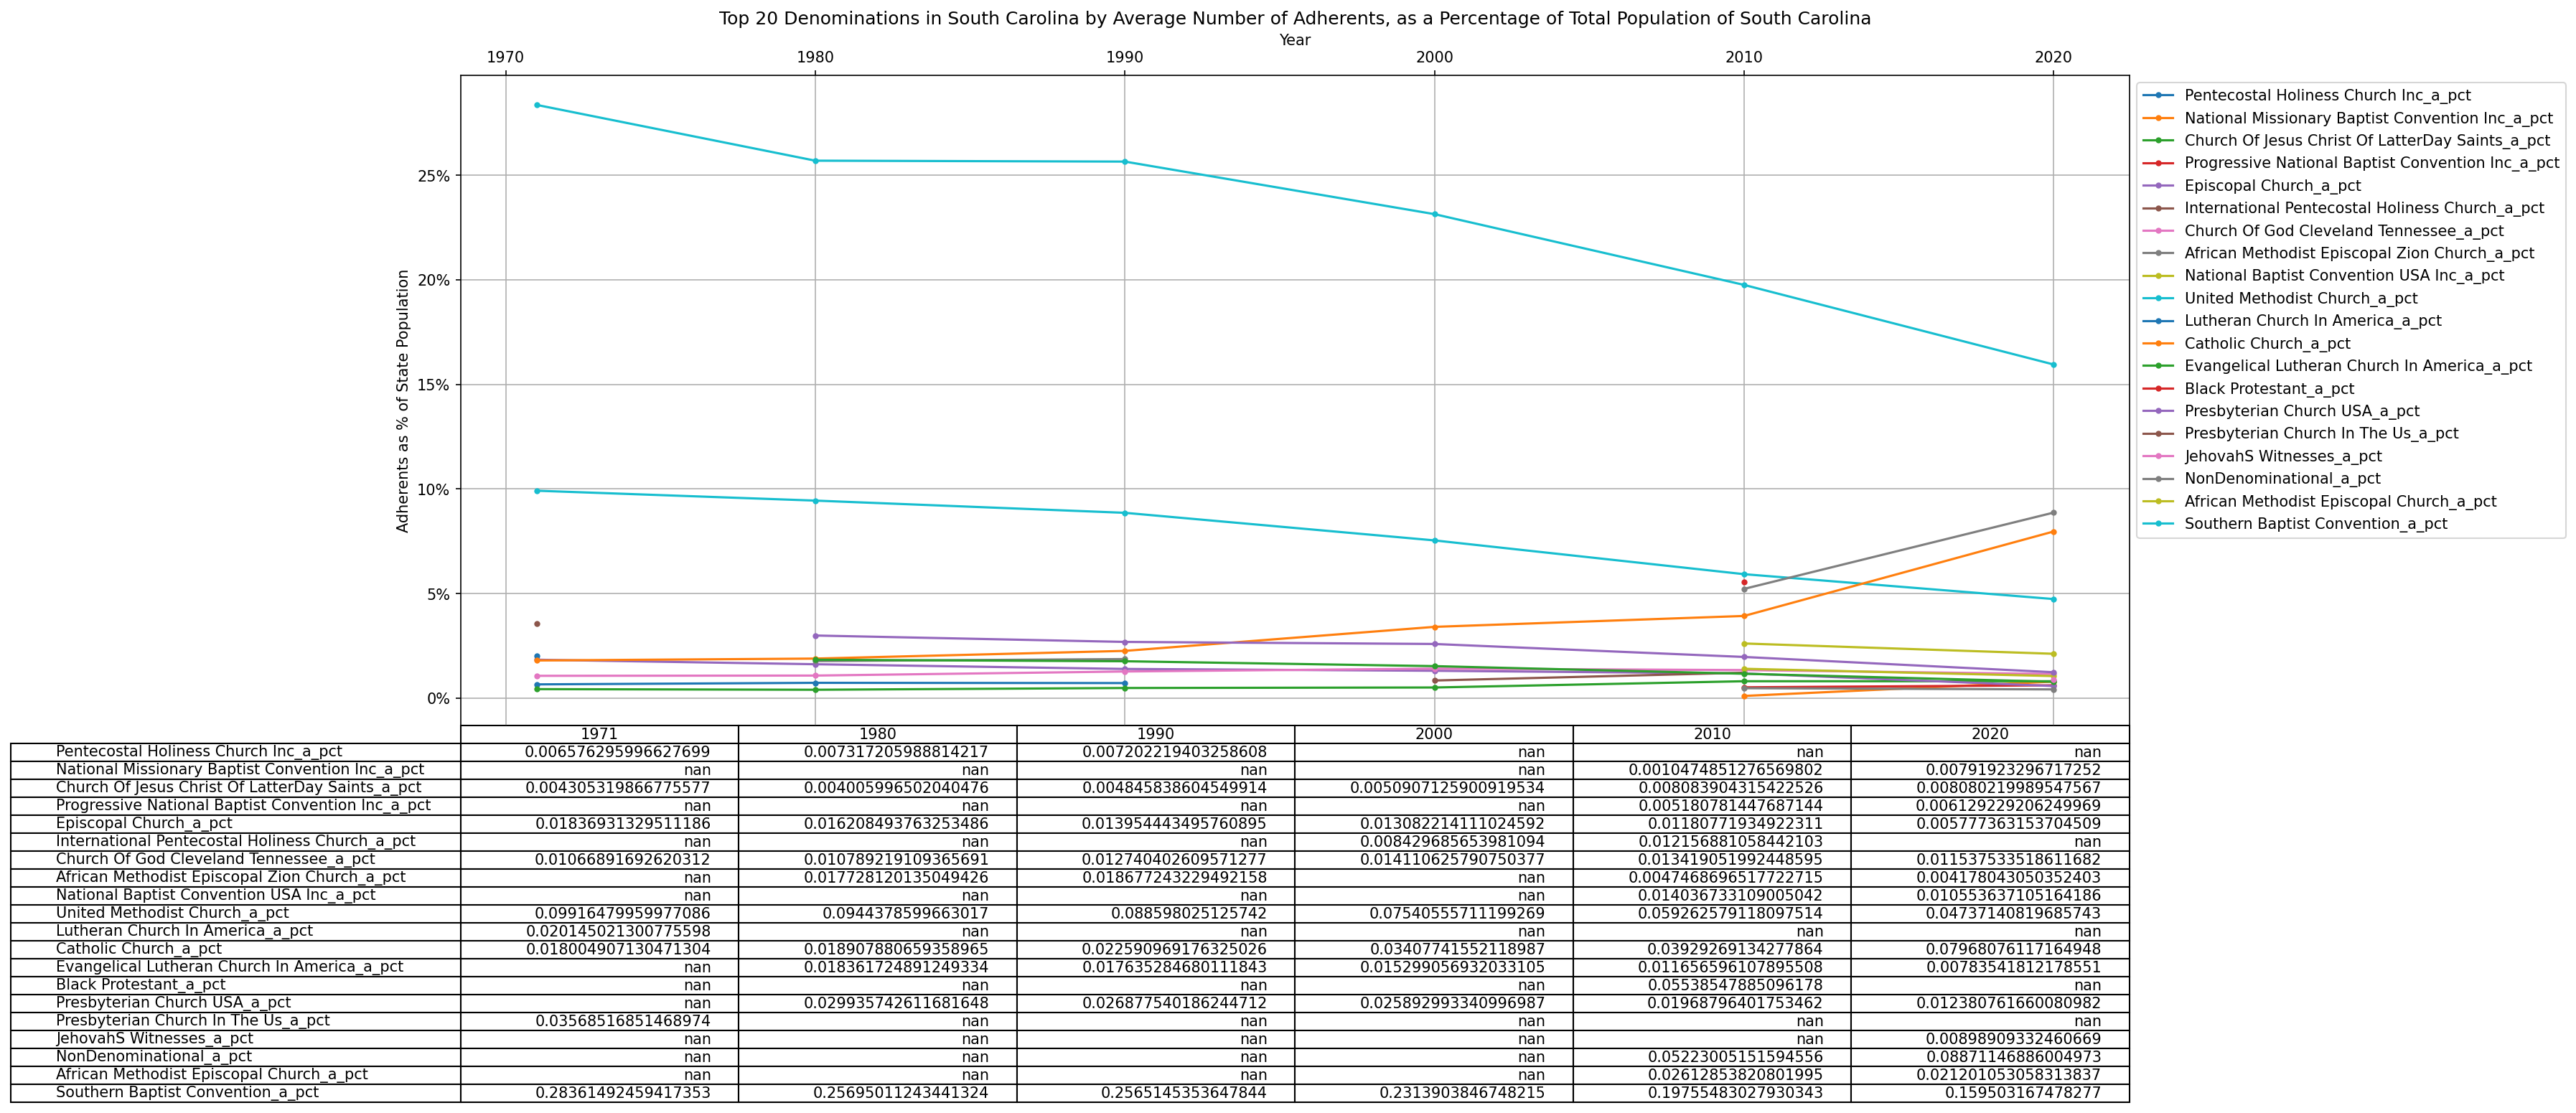 Top 20 Denominations in South Carolina by Average Number of Adherents, as a Percentage of Total Population of South Carolina
Year
1970 1980 1990 2000 2010 2020
Adherents as % of State Population
25%
20%
15%
10%
5%
0%
Pentecostal Holiness Church Inc_a_pct
National Missionary Baptist Convention Inc_a_pct
Church Of Jesus Christ Of LatterDay Saints_a_pct
Progressive National Baptist Convention Inc_a_pct
Episcopal Church_a_pct
International Pentecostal Holiness Church_a_pct
Church Of God Cleveland Tennessee_a_pct
African Methodist Episcopal Zion Church_a_pct
National Baptist Convention USA Inc_a_pct
United Methodist Church_a_pct
Lutheran Church In America_a_pct
Catholic Church_a_pct
Evangelical Lutheran Church In America_a_pct
Black Protestant_a_pct
Presbyterian Church USA_a_pct
Presbyterian Church In The Us_a_pct
JehovahS Witnesses_a_pct
NonDenominational_a_pct
African Methodist Episcopal Church_a_pct
Southern Baptist Convention_a_pct
1971 1980 1990 2000 2010 2020
Pentecostal Holiness Church Inc_a_pct 0.006576295996627699 0.007317205988814217 0.0072022194032586​08 nan nan nan
National Missionary Baptist Convention Inc_a_pct nan nan nan nan 0.0010474851276569802 0.00791923296717252
Church Of Jesus Christ Of LatterDay Saints_a_pct 0.004305319866775577 0.004005996502040476 0.004845838604549914 0.0050907125900919534 0.008083904315422526 0.008080219989547567
Progressive National Baptist Convention Inc_a_pct nan nan nan nan 0.005180781447687144 0.006129229206249969
Episcopal Church_a_pct 0.01836931329511186 0.016208493763253486 0.013954443495760895 0.013082214111024592 0.01180771934922311 0.005777363153704509
International Pentecostal Holiness Church_a_pct nan nan nan 0.008429685653981094 0.012156881058442103 nan
Church Of God Cleveland Tennessee_a_pct 0.01066891692620312 0.010789219109365691 0.012740402609571277 0.014110625790750377 0.013419051992448595 0.011537533518611682
African Methodist Episcopal Zion Church_a_pct nan 0.017728120135049426 0.018677243229492158 nan 0.0047468696517722715 0.004178043050352403
National Baptist Convention USA Inc_a_pct nan nan nan nan 0.014036733109005042 0.010553637105164186
United Methodist Church_a_pct 0.09916479959977086 0.0944378599663017 0.088598025125742 0.07540555711199269 0.059262579118097514 0.04737140819685743
Lutheran Church In America_a_pct 0.020145021300775598 nan nan nan nan nan
Catholic Church_a_pct 0.018004907130471304 0.018907880659358965 0.022590969176325026 0.03407741552118987 0.03929269134277864 0.07968076117164948
Evangelical Lutheran Church In America_a_pct nan 0.018361724891249334 0.017635284680111843 0.015299056932033105 0.011656596107895508 0.00783541812178551
Black Protestant_a_pct nan nan nan nan 0.05538547885096178 nan
Presbyterian Church USA_a_pct nan 0.029935742611681648 0.026877540186244712 0.025892993340996987 0.01968796401753462 0.012380761660080982
Presbyterian Church In The Us_a_pct 0.03568516851468974 nan nan nan nan nan
JehovahS Witnesses_a_pct nan nan nan nan nan 0.00898909332460669
NonDenominational_a_pct nan nan nan nan 0.05223005151594556 0.08871146886004973
African Methodist Episcopal Church_a_pct nan nan nan nan 0.02612853820801995 0.021201053058313837
Southern Baptist Convention_a_pct 0.28361492459417353 0.25695011243441324 0.2565145353647844 0.2313903846748215 0.19755483027930343 0.159503167478277